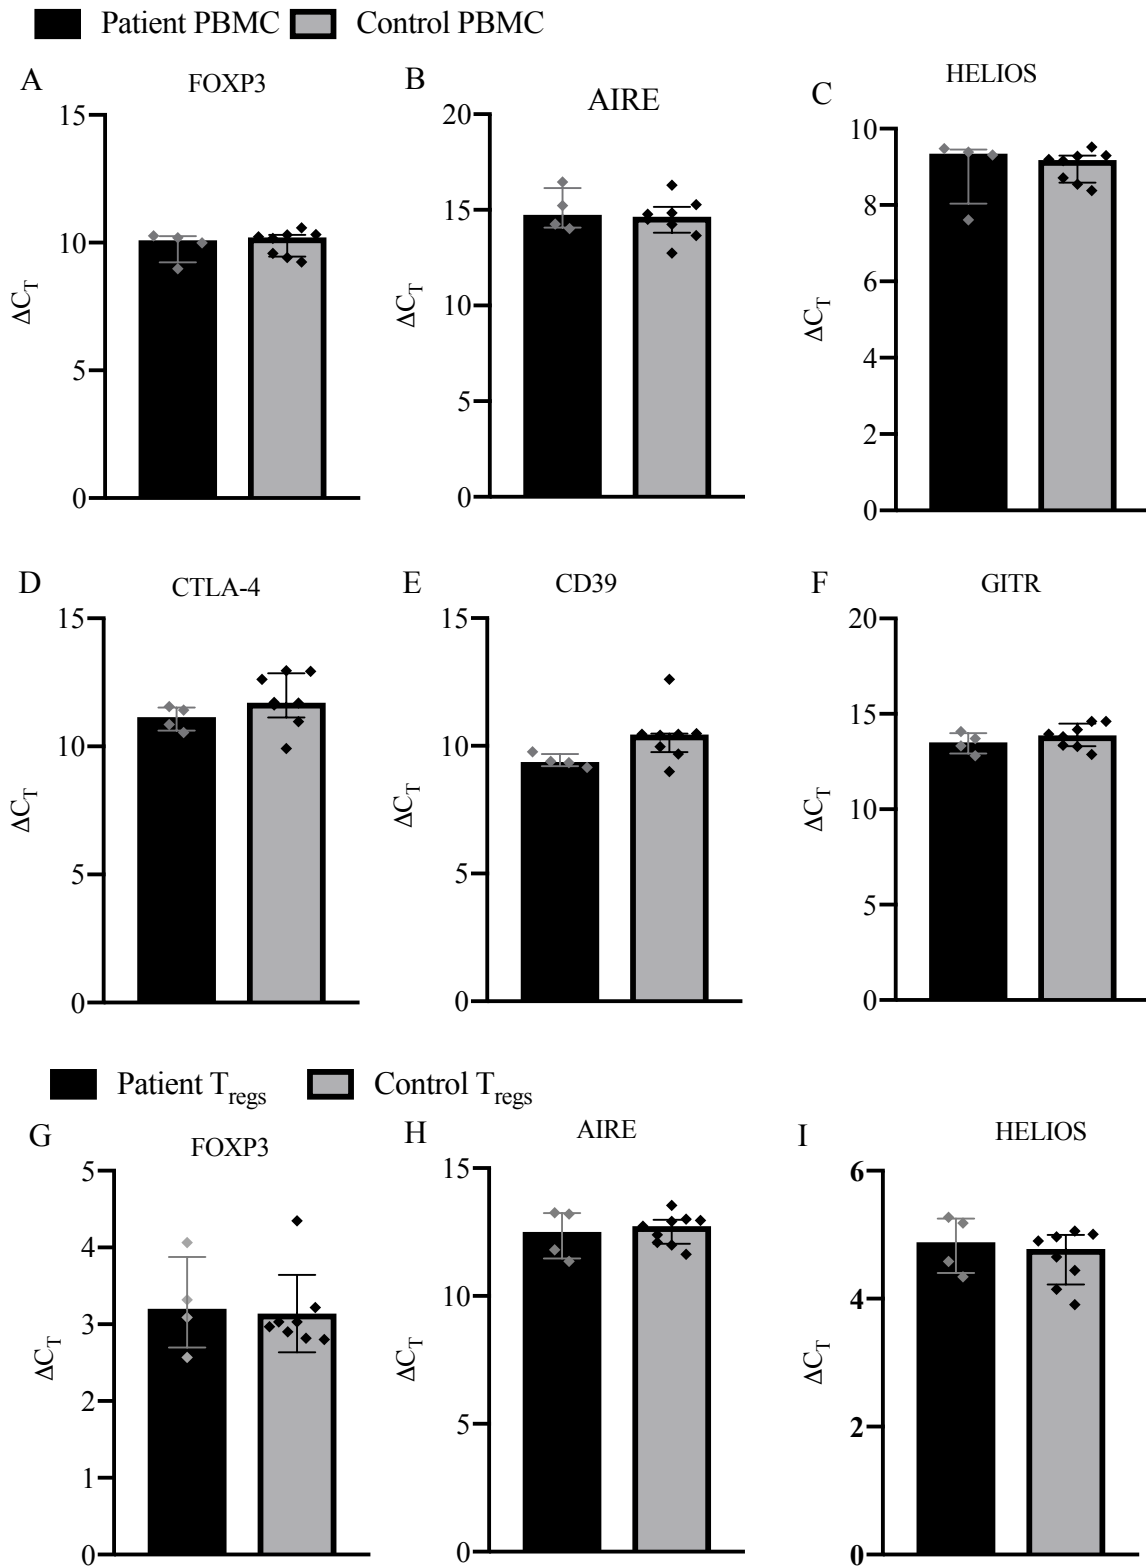 Patient PBMC Control PBMC
A FOXP3
B AIRE
C HELIOS
15
10
5
0
ΔCT
20
15
10
5
0
ΔCT
10
8
6
4
2
0
ΔCT
D CTLA-4
E CD39
F GITR
15
10
5
0
ΔCT
15
10
5
0
ΔCT
20
15
10
5
0
ΔCT
Patient Tregs Control Tregs
G FOXP3
H AIRE
I HELIOS
5
4
3
2
1
0
ΔCT
15
10
5
0
ΔCT
6
4
2
0
ΔCT